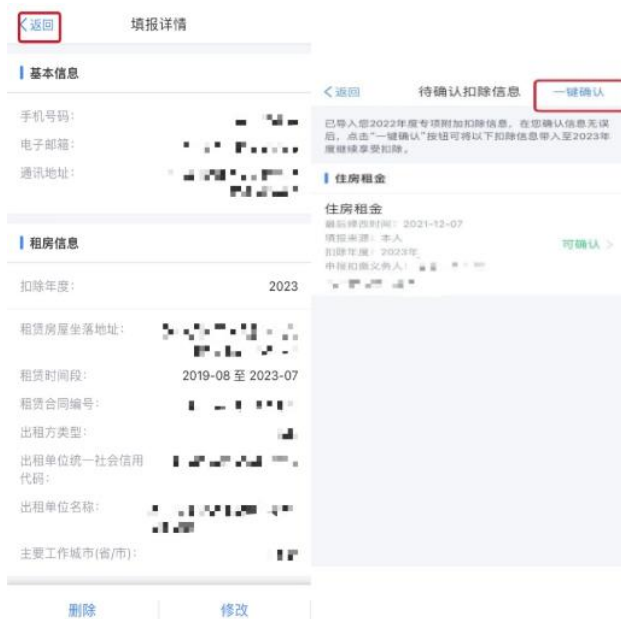 返回
填报详情
基本信息
手机号码：
电子邮箱：
通讯地址：
租房信息
扣除年度：
2023
租赁房屋坐落地址：
租赁时间段：
2019-08 至 2023-07
租赁合同编号：
出租方类型：
出租单位统一社会信用
代码：
出租单位名称：
主要工作城市(省/市)：
删除
修改
返回
待确认扣除信息
一键确认
已导入您2022年度专项附加扣除信息，在您确认信息无误
后，点击“一键确认”按钮可将以下扣除信息带入至2023年
度继续享受扣除。
住房租金
住房租金
最后修改时间：2021-12-07
填报来源：本人
扣除年度：2023年
申报扣缴义务人：
可确认